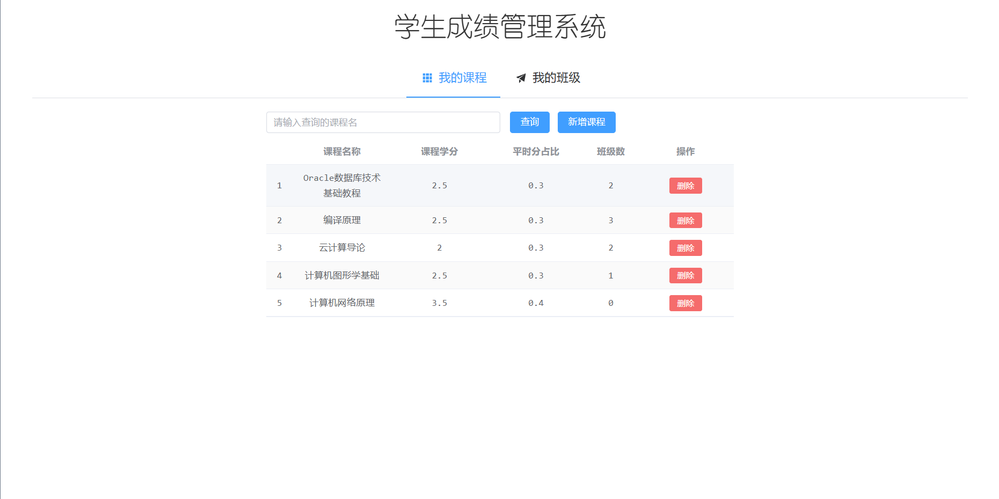 学生成绩管理系统
我的课程 我的班级
请输入查询的课程名 查询 新增课程
课程名称 课程学分 平时分占比 班级数 操作
1 Oracle数据库技术基础教程 2.5 0.3 2 删除
2 编译原理 2.5 0.3 3 删除
3 云计算导论 2 0.3 2 删除
4 计算机图形学基础 2.5 0.3 1 删除
5 计算机网络原理 3.5 0.4 0 删除